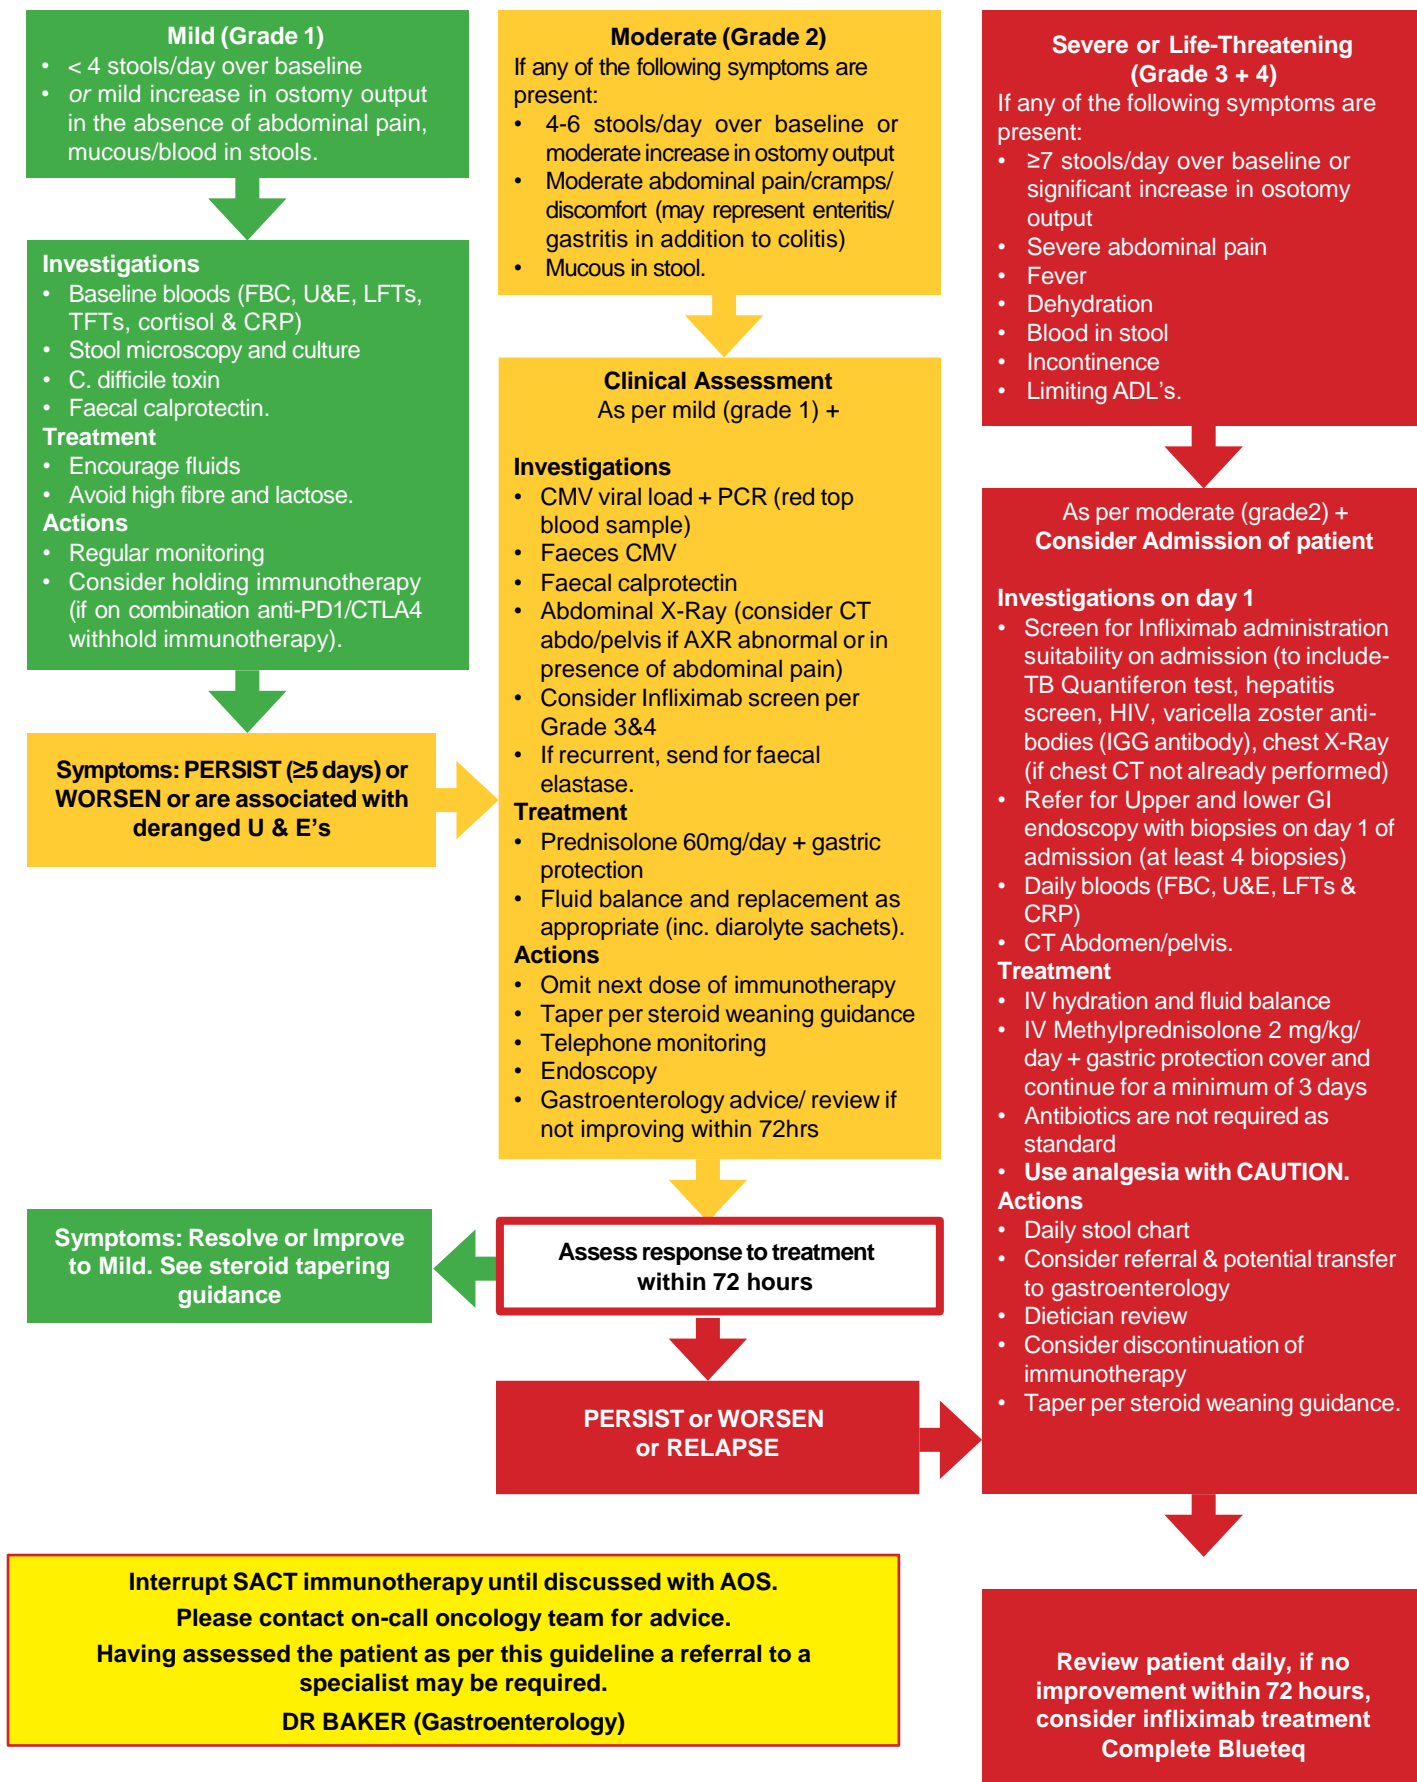 Mild (Grade 1)
• < 4 stools/day over baseline
• or mild increase in ostomy output
in the absence of abdominal pain,
mucous/blood in stools.
Investigations
• Baseline bloods (FBC, U&E, LFTs,
TFTs, cortisol & CRP)
• Stool microscopy and culture
• C. difficile toxin
• Faecal calprotectin.
Treatment
• Encourage fluids
• Avoid high fibre and lactose.
Actions
• Regular monitoring
• Consider holding immunotherapy
(if on combination anti-PD1/CTLA4
withhold immunotherapy).
Symptoms: PERSIST (≥5 days) or
WORSEN or are associated with
deranged U & E's
Moderate (Grade 2)
If any of the following symptoms are
present:
• 4-6 stools/day over baseline or
moderate increase in ostomy output
• Moderate abdominal pain/cramps/
discomfort (may represent enteritis/
gastritis in addition to colitis)
• Mucous in stool.
Clinical Assessment
As per mild (grade 1) +
Investigations
• CMV viral load + PCR (red top
blood sample)
• Faeces CMV
• Faecal calprotectin
• Abdominal X-Ray (consider CT
abdo/pelvis if AXR abnormal or in
presence of abdominal pain)
• Consider Infliximab screen per
Grade 3&4
• If recurrent, send for faecal
elastase.
Treatment
• Prednisolone 60mg/day + gastric
protection
• Fluid balance and replacement as
appropriate (inc. diarolyte sachets).
Actions
• Omit next dose of immunotherapy
• Taper per steroid weaning guidance
• Telephone monitoring
• Endoscopy
• Gastroenterology advice/ review if
not improving within 72hrs
Assess response to treatment
within 72 hours
Symptoms: Resolve or Improve
to Mild. See steroid tapering
guidance
PERSIST or WORSEN
or RELAPSE
Severe or Life-Threatening
(Grade 3 + 4)
If any of the following symptoms are
present:
• ≥7 stools/day over baseline or
significant increase in osotomy
output
• Severe abdominal pain
• Fever
• Dehydration
• Blood in stool
• Incontinence
• Limiting ADL's.
As per moderate (grade2) +
Consider Admission of patient
Investigations on day 1
• Screen for Infliximab administration
suitability on admission (to include-
TB Quantiferon test, hepatitis
screen, HIV, varicella zoster anti-
bodies (IGG antibody), chest X-Ray
(if chest CT not already performed)
• Refer for Upper and lower GI
endoscopy with biopsies on day 1 of
admission (at least 4 biopsies)
• Daily bloods (FBC, U&E, LFTs &
CRP)
• CT Abdomen/pelvis.
Treatment
• IV hydration and fluid balance
• IV Methylprednisolone 2 mg/kg/
day + gastric protection cover and
continue for a minimum of 3 days
• Antibiotics are not required as
standard
• Use analgesia with CAUTION.
Actions
• Daily stool chart
• Consider referral & potential transfer
to gastroenterology
• Dietician review
• Consider discontinuation of
immunotherapy
• Taper per steroid weaning guidance.
Review patient daily, if no
improvement within 72 hours,
consider infliximab treatment
Complete Blueteq
Interrupt SACT immunotherapy until discussed with AOS.
Please contact on-call oncology team for advice.
Having assessed the patient as per this guideline a referral to a
specialist may be required.
DR BAKER (Gastroenterology)